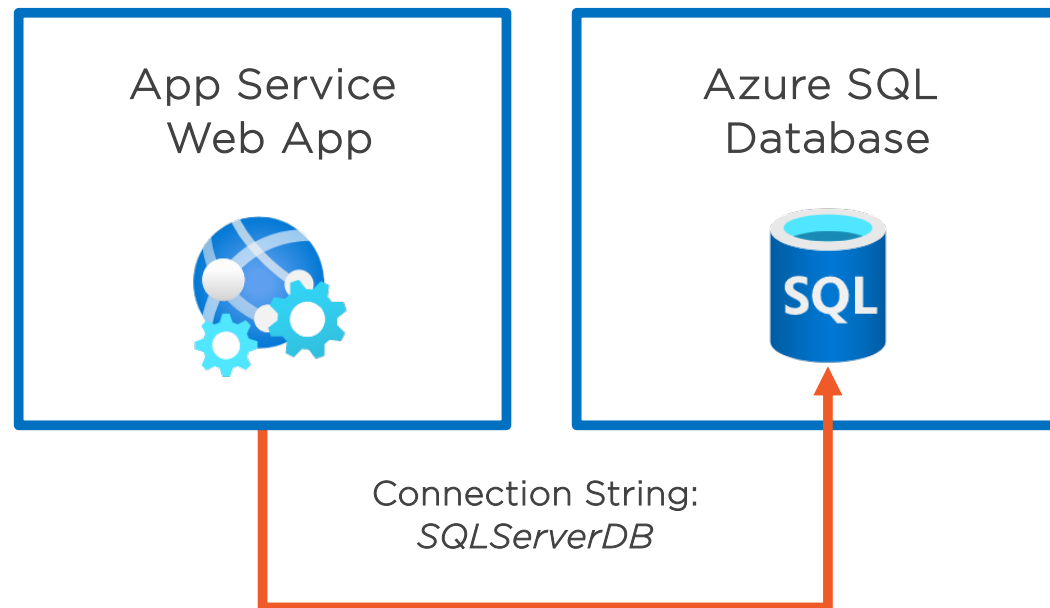 App Service
Web App
Azure SQL
Database
SQL
Connection String:
SQLServerDB